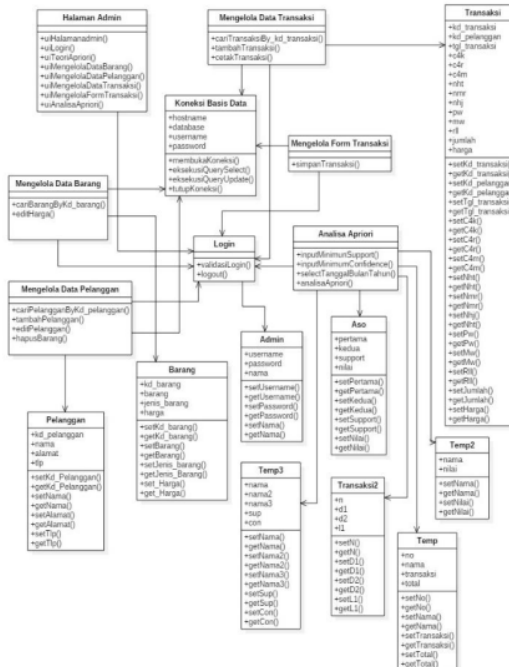 Halaman Admin
+uiHalamanadmin()
+uiLogin()
+uiTeoriApriori()
+uiMengelolaDataBarang()
+uiMengelolaDataPelanggan()
+uiMengelolaDataTransaksi()
+uiMengelolaFormTransaksi()
+uiAnalisaApriori()
Mengelola Data Transaksi
+cariTransaksiBy_kd_transaksi()
+tambahTransaksi()
+cetakTransaksi()
Transaksi
+kd_transaksi
+kd_pelanggan
+tgl_transaksi
+c4k
+c4r
+c4m
+nht
+nmr
+nhj
+pw
+mw
+rll
+jumlah
+harga
+setKd_transaksi()
+getKd_transaksi()
+setKd_pelanggan()
+getKd_pelanggan()
+setTgl_transaksi()
+getTgl_transaksi()
+setC4k()
+getC4k()
+setC4r()
+getC4r()
+setC4m()
+getC4m()
+setNht()
+getNht()
+setNmr()
+getNmr()
+setNhj()
+getNht()
+setPw()
+getPw()
+setMw()
+getMw()
+setRll()
+getRll()
+setJumlah()
+getJumlah()
+setHarga()
+getHarga()
Koneksi Basis Data
+hostname
+database
+username
+password
+membukaKoneksi()
+eksekusiQuerySelect()
+eksekusiQueryUpdate()
+tutupKoneksi()
Mengelola Form Transaksi
+simpanTransaksi()
Mengelola Data Barang
+cariBarangByKd_barang()
+editHarga()
Login
+validasiLogin()
+logout()
Analisa Apriori
+inputMinimunSupport()
+inputMinimumConfidence()
+selectTanggalBulanTahun()
+analisaApriori()
Mengelola Data Pelanggan
+cariPelangganByKd_pelanggan()
+tambahPelanggan()
+editPelanggan()
+hapusBarang()
Admin
+username
+password
+nama
+setUsername()
+getUsername()
+setPassword()
+getPassword()
+setNama()
+getNama()
Aso
+pertama
+kedua
+support
+nilai
+setPertama()
+getPertama()
+setKedua()
+getKedua()
+setSupport()
+getSupport()
+setNilai()
+getNilai()
Barang
+kd_barang
+barang
+jenis_barang
+harga
+setKd_barang()
+getKd_barang()
+setBarang()
+getBarang()
+setJenis_barang()
+getJenis_Barang()
+set_Harga()
+get_Harga()
Pelanggan
+kd_pelanggan
+nama
+alamat
+tlp
+setKd_Pelanggan()
+getKd_Pelanggan()
+setNama()
+getNama()
+setAlamat()
+getAlamat()
+setTlp()
+getTlp()
Temp2
+nama
+nilai
+setNama()
+getNama()
+setNilai()
+getNilai()
Temp3
+nama
+nama2
+nama3
+sup
+con
+setNama()
+getNama()
+setNama2()
+getNama2()
+setNama3()
+getNama3()
+setSup()
+getSup()
+setCon()
+getCon()
Transaksi2
+n
+d1
+d2
+l1
+setN()
+getN()
+setD1()
+getD1()
+setD2()
+getD2()
+setL1()
+getL1()
Temp
+no
+nama
+transaksi
+total
+setNo()
+getNo()
+setNama()
+getNama()
+setTransaksi()
+getTransaksi()
+setTotal()
+getTotal()